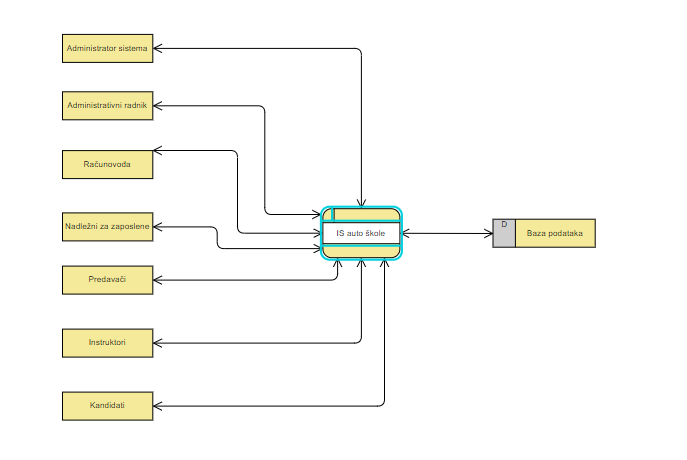 Administrator sistema
Administrativni radnik
Računovođa
Nadležni za zaposlene
Predavači
Instruktori
Kandidati
IS auto škole
D
Baza podataka